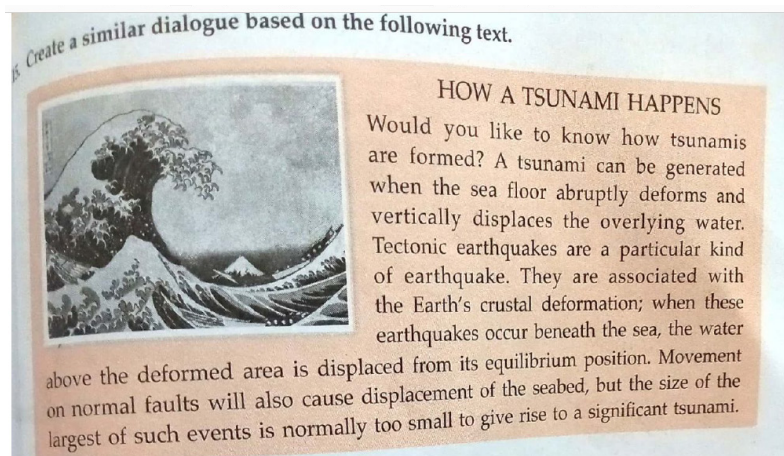 15. Create a similar dialogue based on the following text.
HOW A TSUNAMI HAPPENS
Would you like to know how tsunamis
are formed? A tsunami can be generated
when the sea floor abruptly deforms and
vertically displaces the overlying water.
Tectonic earthquakes are a particular kind
of earthquake. They are associated with
the Earth's crustal deformation; when these
earthquakes occur beneath the sea, the water
above the deformed area is displaced from its equilibrium position. Movement
on normal faults will also cause displacement of the seabed, but the size of the
largest of such events is normally too small to give rise to a significant tsunami.